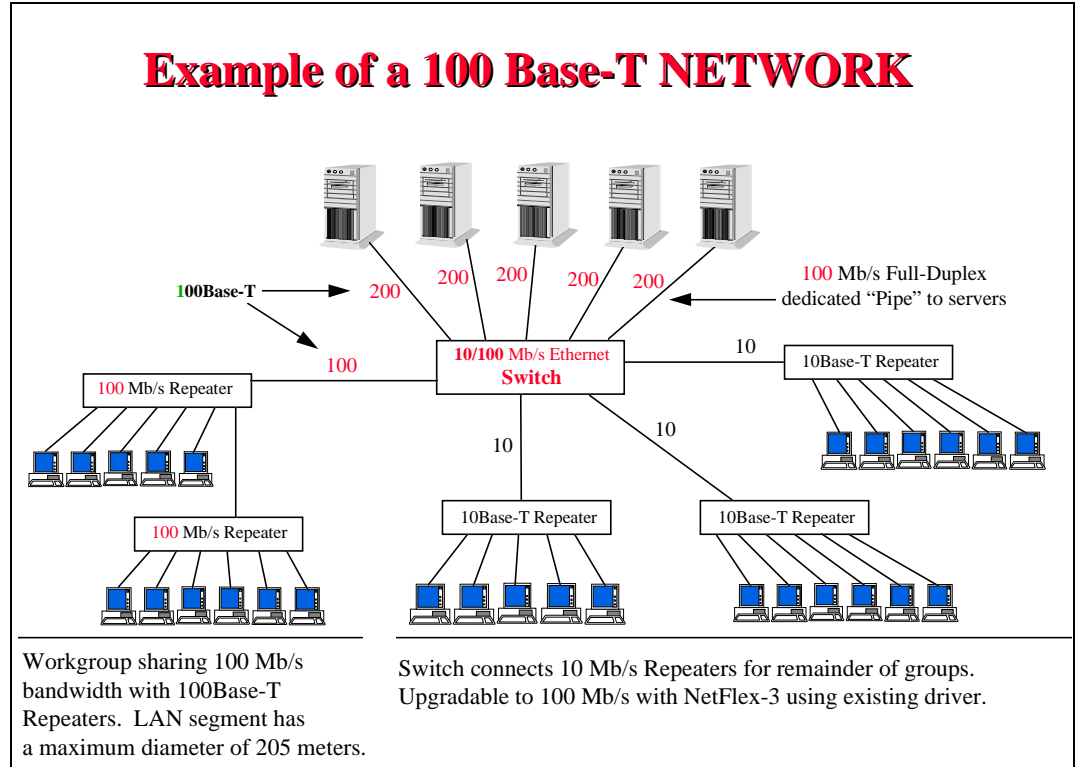 Example of a 100 Base-T NETWORK
200
200
200
200
200
100Base-T
100 Mb/s Full-Duplex
dedicated “Pipe” to servers
100
10/100 Mb/s Ethernet
Switch
10
10Base-T Repeater
100 Mb/s Repeater
10
10
100 Mb/s Repeater
10Base-T Repeater
10Base-T Repeater
Workgroup sharing 100 Mb/s
bandwidth with 100Base-T
Repeaters. LAN segment has
a maximum diameter of 205 meters.
Switch connects 10 Mb/s Repeaters for remainder of groups.
Upgradable to 100 Mb/s with NetFlex-3 using existing driver.